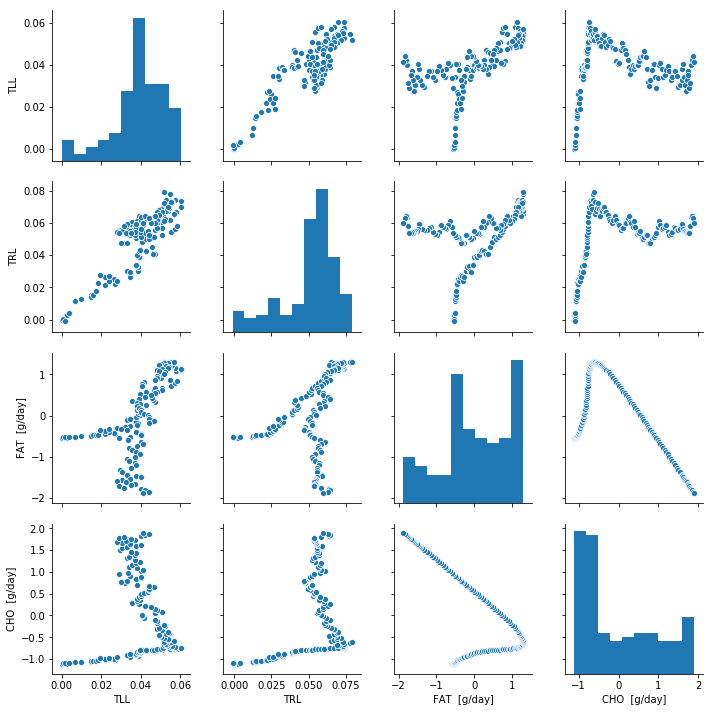 0.06
0.04
0.02
0.00
TLL
0.08
0.06
0.04
0.02
0.00
TRL
1
0
−1
−2
FAT [g/day]
2.0
1.5
1.0
0.5
0.0
−0.5
−1.0
CHO [g/day]
0.00 0.02 0.04 0.06
TLL
0.000 0.025 0.050 0.075
TRL
−2 −1 0 1
FAT [g/day]
−1 0 1 2
CHO [g/day]